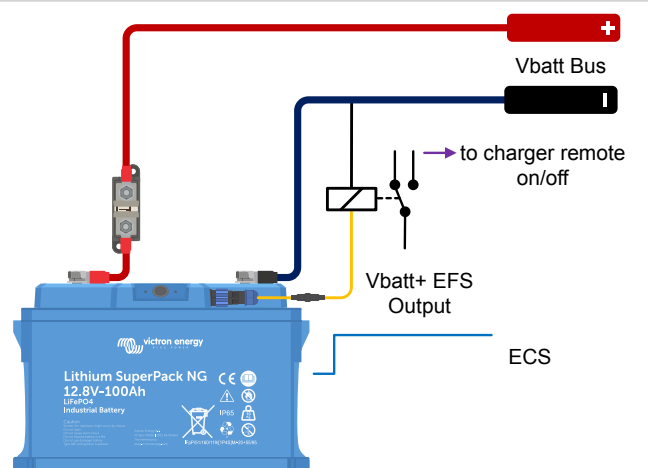 +
Vbatt Bus
-
to charger remote
on/off
Vbatt+ EFS
Output
ECS
victron energy
Lithium SuperPack NG
12.8V-100Ah
LiFePO4
Industrial Battery
Caution!
IP65